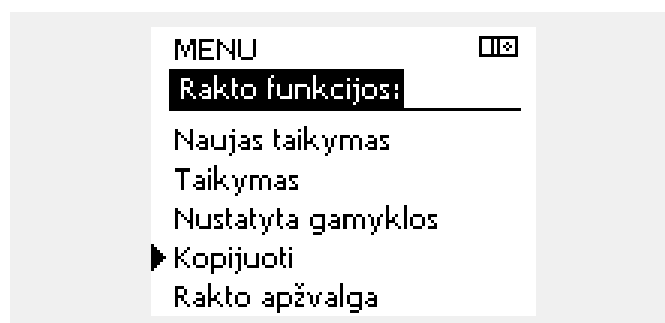 MENU
Rakto funkcijos:
Naujas taikymas
Taikymas
Nustatyta gamyklos
Kopijuoti
Rakto apžvalga